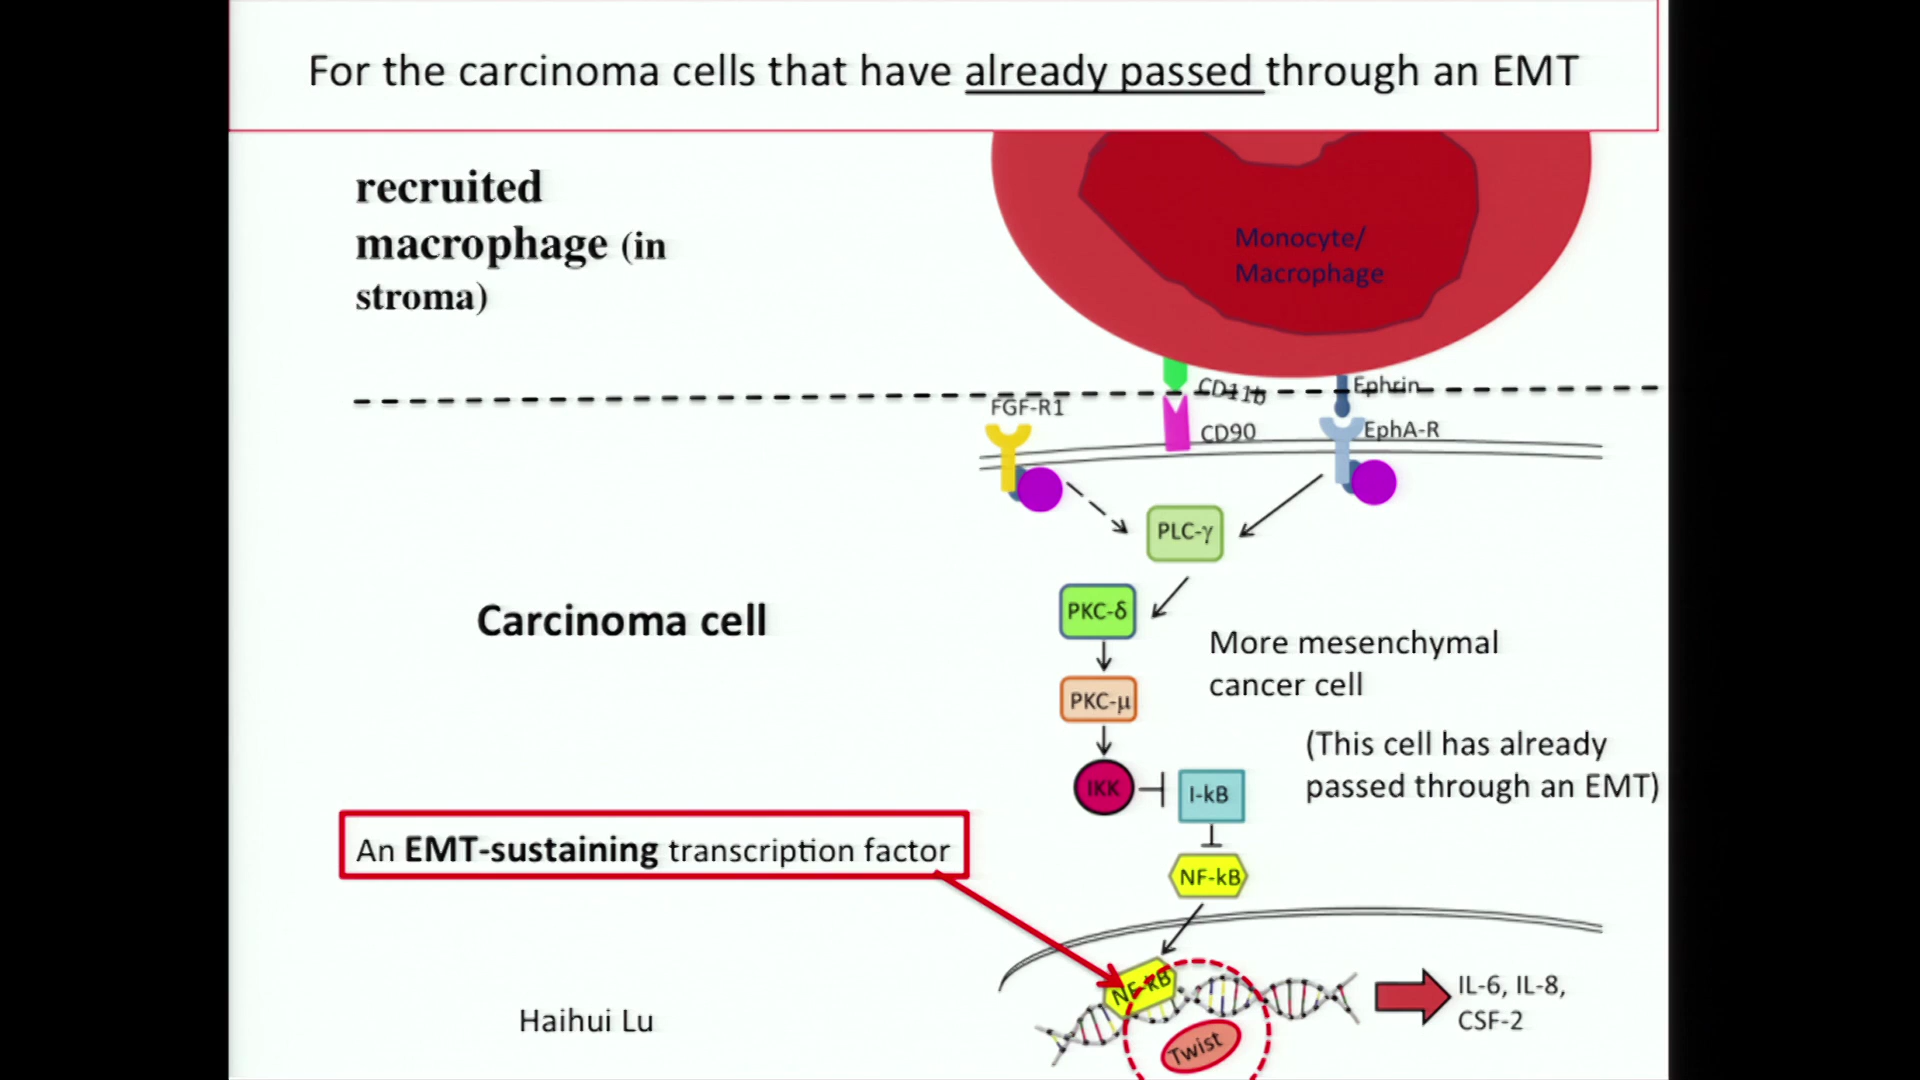 For the carcinoma cells that have already passed through an EMT
recruited
macrophage (in
stroma)
Monocyte/
Macrophage
CD11b
Ephrin
FGF-R1
CD90
EphA-R
PLC-γ
PKC-δ
Carcinoma cell
More mesenchymal
cancer cell
PKC-μ
(This cell has already
passed through an EMT)
IKK
I-kB
An EMT-sustaining transcription factor
NF-kB
NF-kB
IL-6, IL-8,
CSF-2
Haihui Lu
Twist